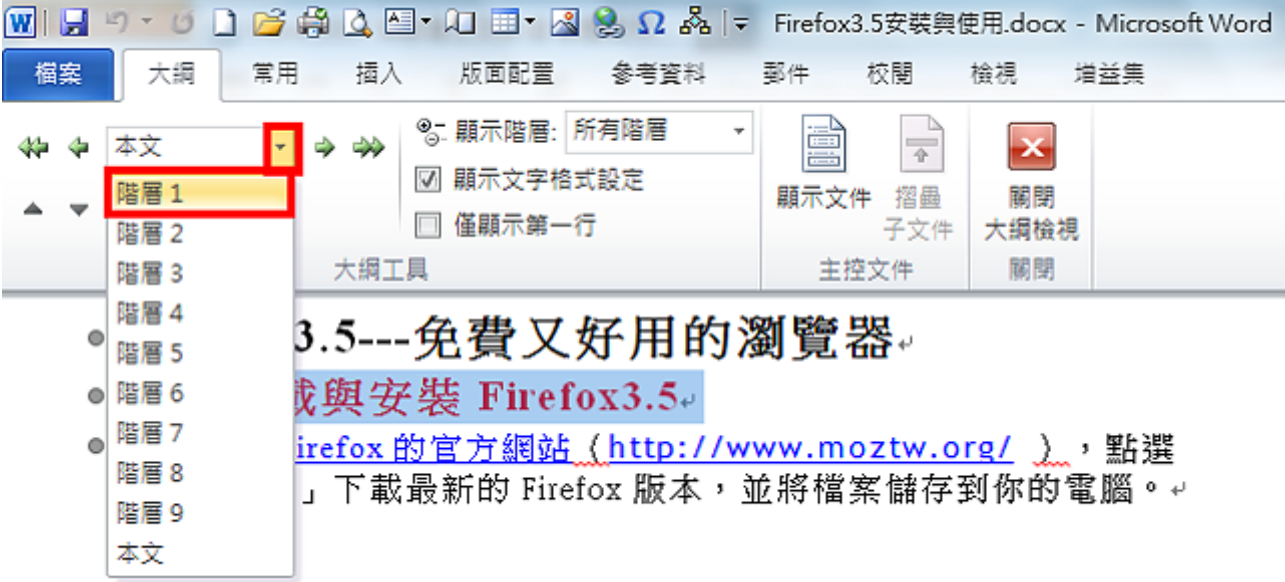 Firefox3.5安裝與使用.docx - Microsoft Word
檔案 大綱 常用 插入 版面配置 參考資料 郵件 校閱 檢視 增益集
本文 顯示階層: 所有階層
顯示文字格式設定
僅顯示第一行
顯示文件 摺疊子文件 關閉大綱檢視
大綱工具 主控文件 關閉
階層 1
階層 2
階層 3
階層 4
階層 5
階層 6
階層 7
階層 8
階層 9
本文
3.5---免費又好用的瀏覽器
載與安裝 Firefox3.5
irefox 的官方網站（http://www.moztw.org/ ），點選
」下載最新的 Firefox 版本，並將檔案儲存到你的電腦。